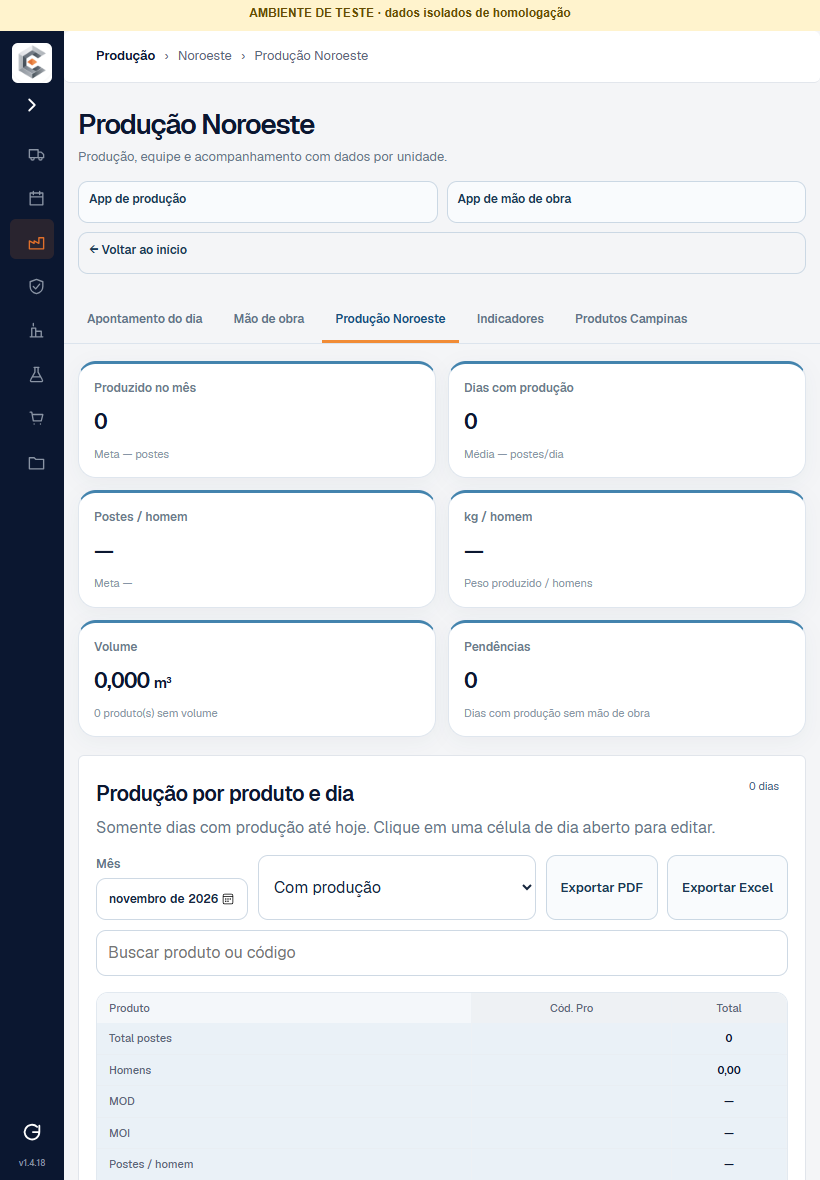 AMBIENTE DE TESTE · dados isolados de homologação
Produção › Noroeste › Produção Noroeste
Produção Noroeste
Produção, equipe e acompanhamento com dados por unidade.
App de produção
App de mão de obra
← Voltar ao início
Apontamento do dia
Mão de obra
Produção Noroeste
Indicadores
Produtos Campinas
Produzido no mês
0
Meta — postes
Dias com produção
0
Média — postes/dia
Postes / homem
—
Meta —
kg / homem
—
Peso produzido / homens
Volume
0,000 m³
0 produto(s) sem volume
Pendências
0
Dias com produção sem mão de obra
Produção por produto e dia
0 dias
Somente dias com produção até hoje. Clique em uma célula de dia aberto para editar.
Mês
novembro de 2026
Com produção
Exportar PDF
Exportar Excel
Buscar produto ou código
Produto Cód. Pro Total
Total postes 0
Homens 0,00
MOD —
MOI —
Postes / homem —
v1.4.18